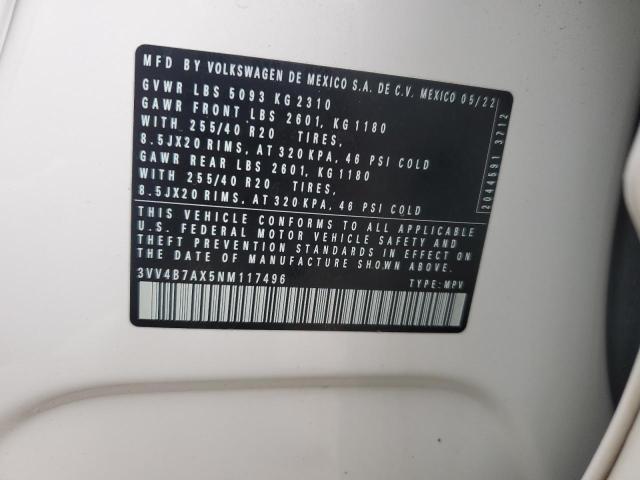 MFD BY VOLKSWAGEN DE MEXICO S.A. DE C.V. MEXICO 05/22
GVWR LBS 5093 KG 2310
GAWR FRONT LBS 2601, KG 1180
WITH 255/40 R20 TIRES,
8.5JX20 RIMS, AT 320 KPA, 46 PSI COLD
GAWR REAR LBS 2601, KG 1180
WITH 255/40 R20 TIRES,
8.5JX20 RIMS, AT 320 KPA, 46 PSI COLD
THIS VEHICLE CONFORMS TO ALL APPLICABLE
U.S. FEDERAL MOTOR VEHICLE SAFETY AND
THEFT PREVENTION STANDARDS IN EFFECT ON THE
DATE OF MANUFACTURE SHOWN ABOVE.
3VV4B7AX5NM117496 TYPE: MPV
2044591 3712